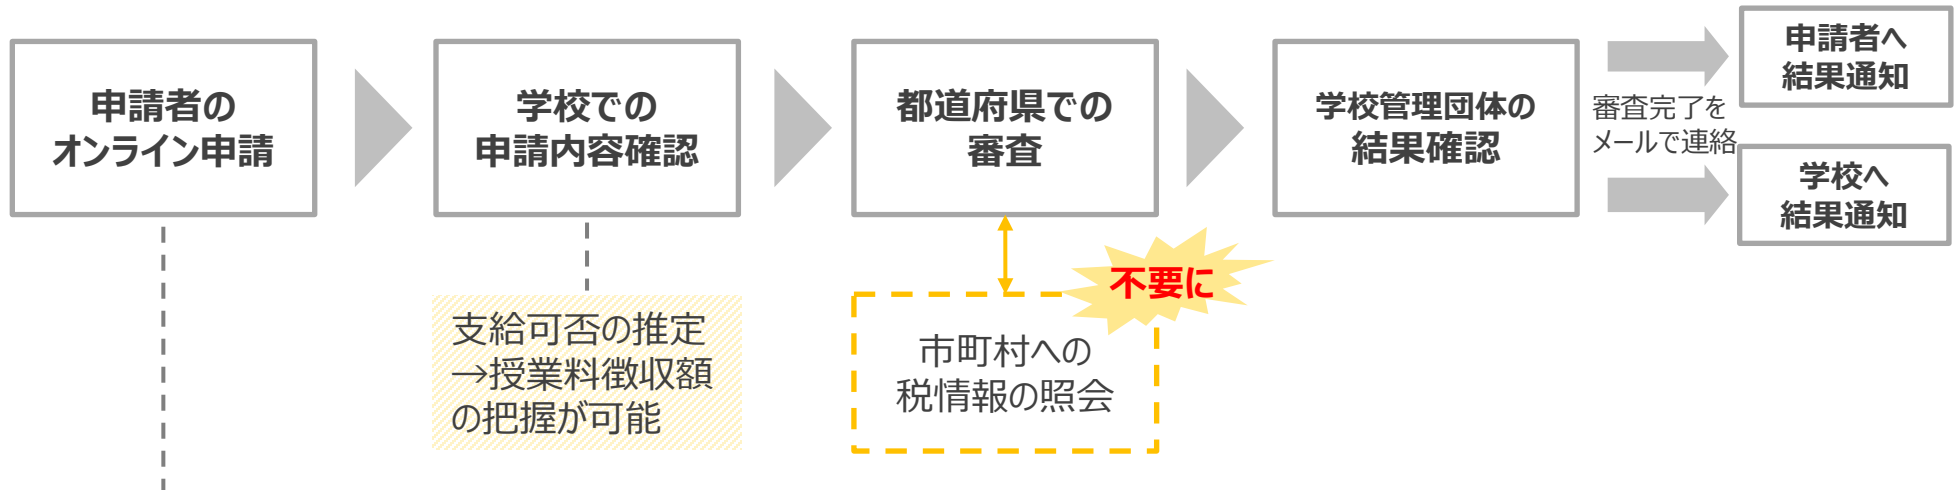 申請者の
オンライン申請
学校での
申請内容確認
都道府県での
審査
学校管理団体の
結果確認
審査完了を
メールで連絡
申請者へ
結果通知
学校へ
結果通知
支給可否の推定
→授業料徴収額
の把握が可能
不要に
市町村への
税情報の照会